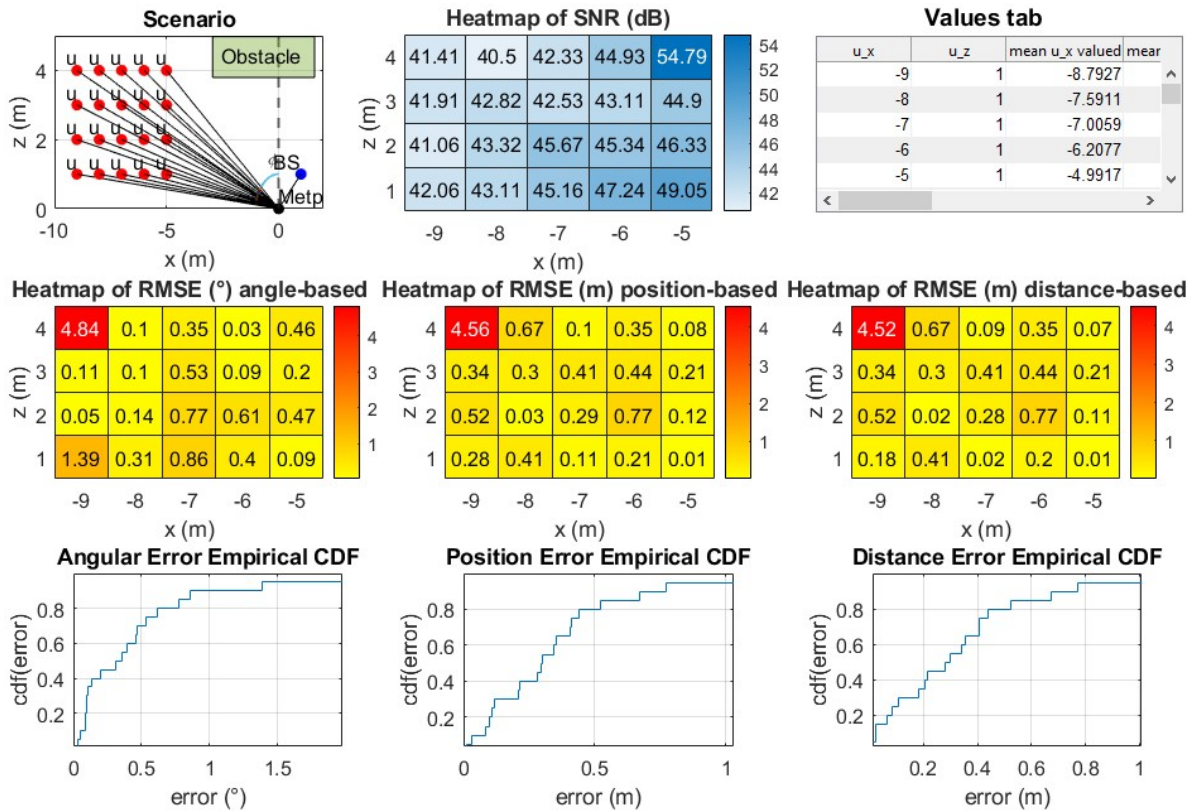 Scenario
Obstacle
u u u u u
u u u u u
u u u u u
u u u u u
φ BS
Metp
4
2
0
z (m)
-10 -5 0
x (m)
Heatmap of SNR (dB)
4 41.41 40.5 42.33 44.93 54.79
3 41.91 42.82 42.53 43.11 44.9
2 41.06 43.32 45.67 45.34 46.33
1 42.06 43.11 45.16 47.24 49.05
-9 -8 -7 -6 -5
z (m)
x (m)
54
52
50
48
46
44
42
Values tab
u_x u_z mean u_x valued mean
-9 1 -8.7927
-8 1 -7.5911
-7 1 -7.0059
-6 1 -6.2077
-5 1 -4.9917
Heatmap of RMSE (°) angle-based
4 4.84 0.1 0.35 0.03 0.46
3 0.11 0.1 0.53 0.09 0.2
2 0.05 0.14 0.77 0.61 0.47
1 1.39 0.31 0.86 0.4 0.09
-9 -8 -7 -6 -5
z (m)
x (m)
4
3
2
1
Heatmap of RMSE (m) position-based
4 4.56 0.67 0.1 0.35 0.08
3 0.34 0.3 0.41 0.44 0.21
2 0.52 0.03 0.29 0.77 0.12
1 0.28 0.41 0.11 0.21 0.01
-9 -8 -7 -6 -5
z (m)
x (m)
4
3
2
1
Heatmap of RMSE (m) distance-based
4 4.52 0.67 0.09 0.35 0.07
3 0.34 0.3 0.41 0.44 0.21
2 0.52 0.02 0.28 0.77 0.11
1 0.18 0.41 0.02 0.2 0.01
-9 -8 -7 -6 -5
z (m)
x (m)
4
3
2
1
Angular Error Empirical CDF
0.8
0.6
0.4
0.2
cdf(error)
0 0.5 1 1.5
error (°)
Position Error Empirical CDF
0.8
0.6
0.4
0.2
cdf(error)
0 0.5 1
error (m)
Distance Error Empirical CDF
0.8
0.6
0.4
0.2
cdf(error)
0.2 0.4 0.6 0.8 1
error (m)